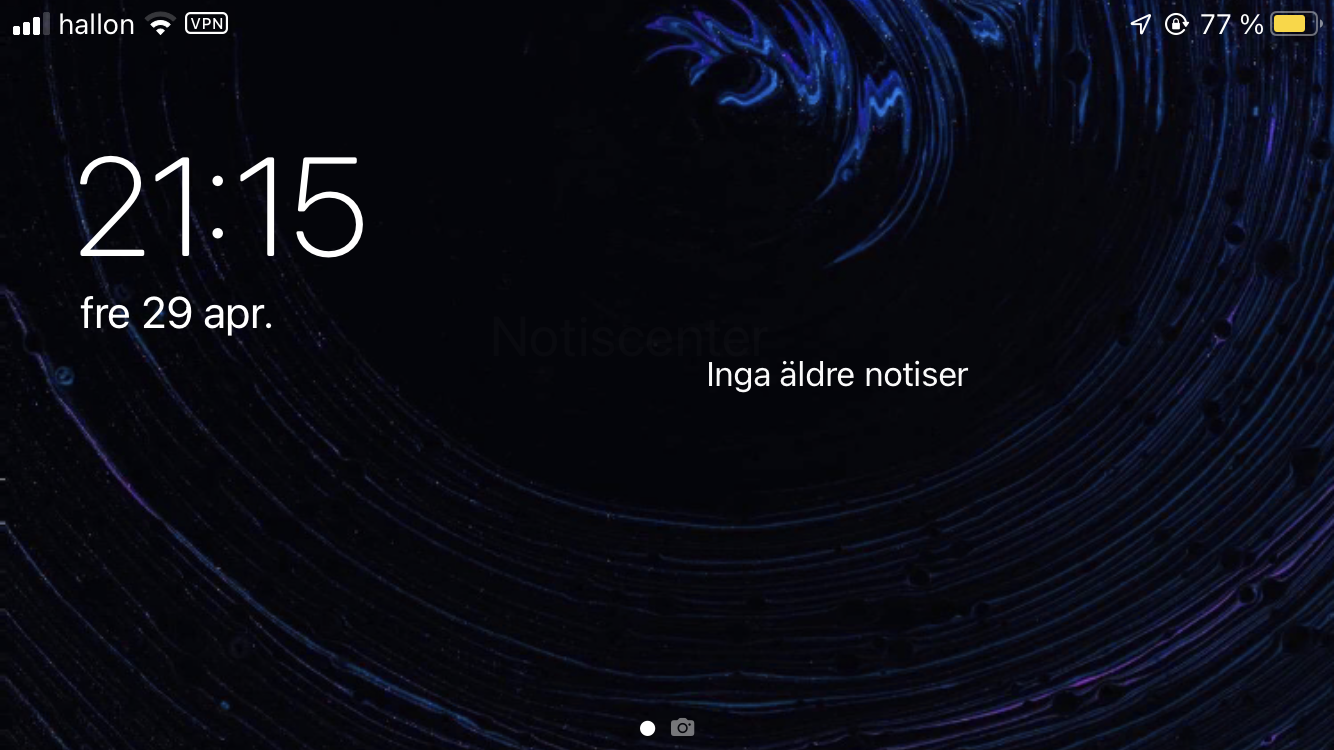 hallon VPN 77 %
21:15
fre 29 apr.
Notiscenter
Inga äldre notiser